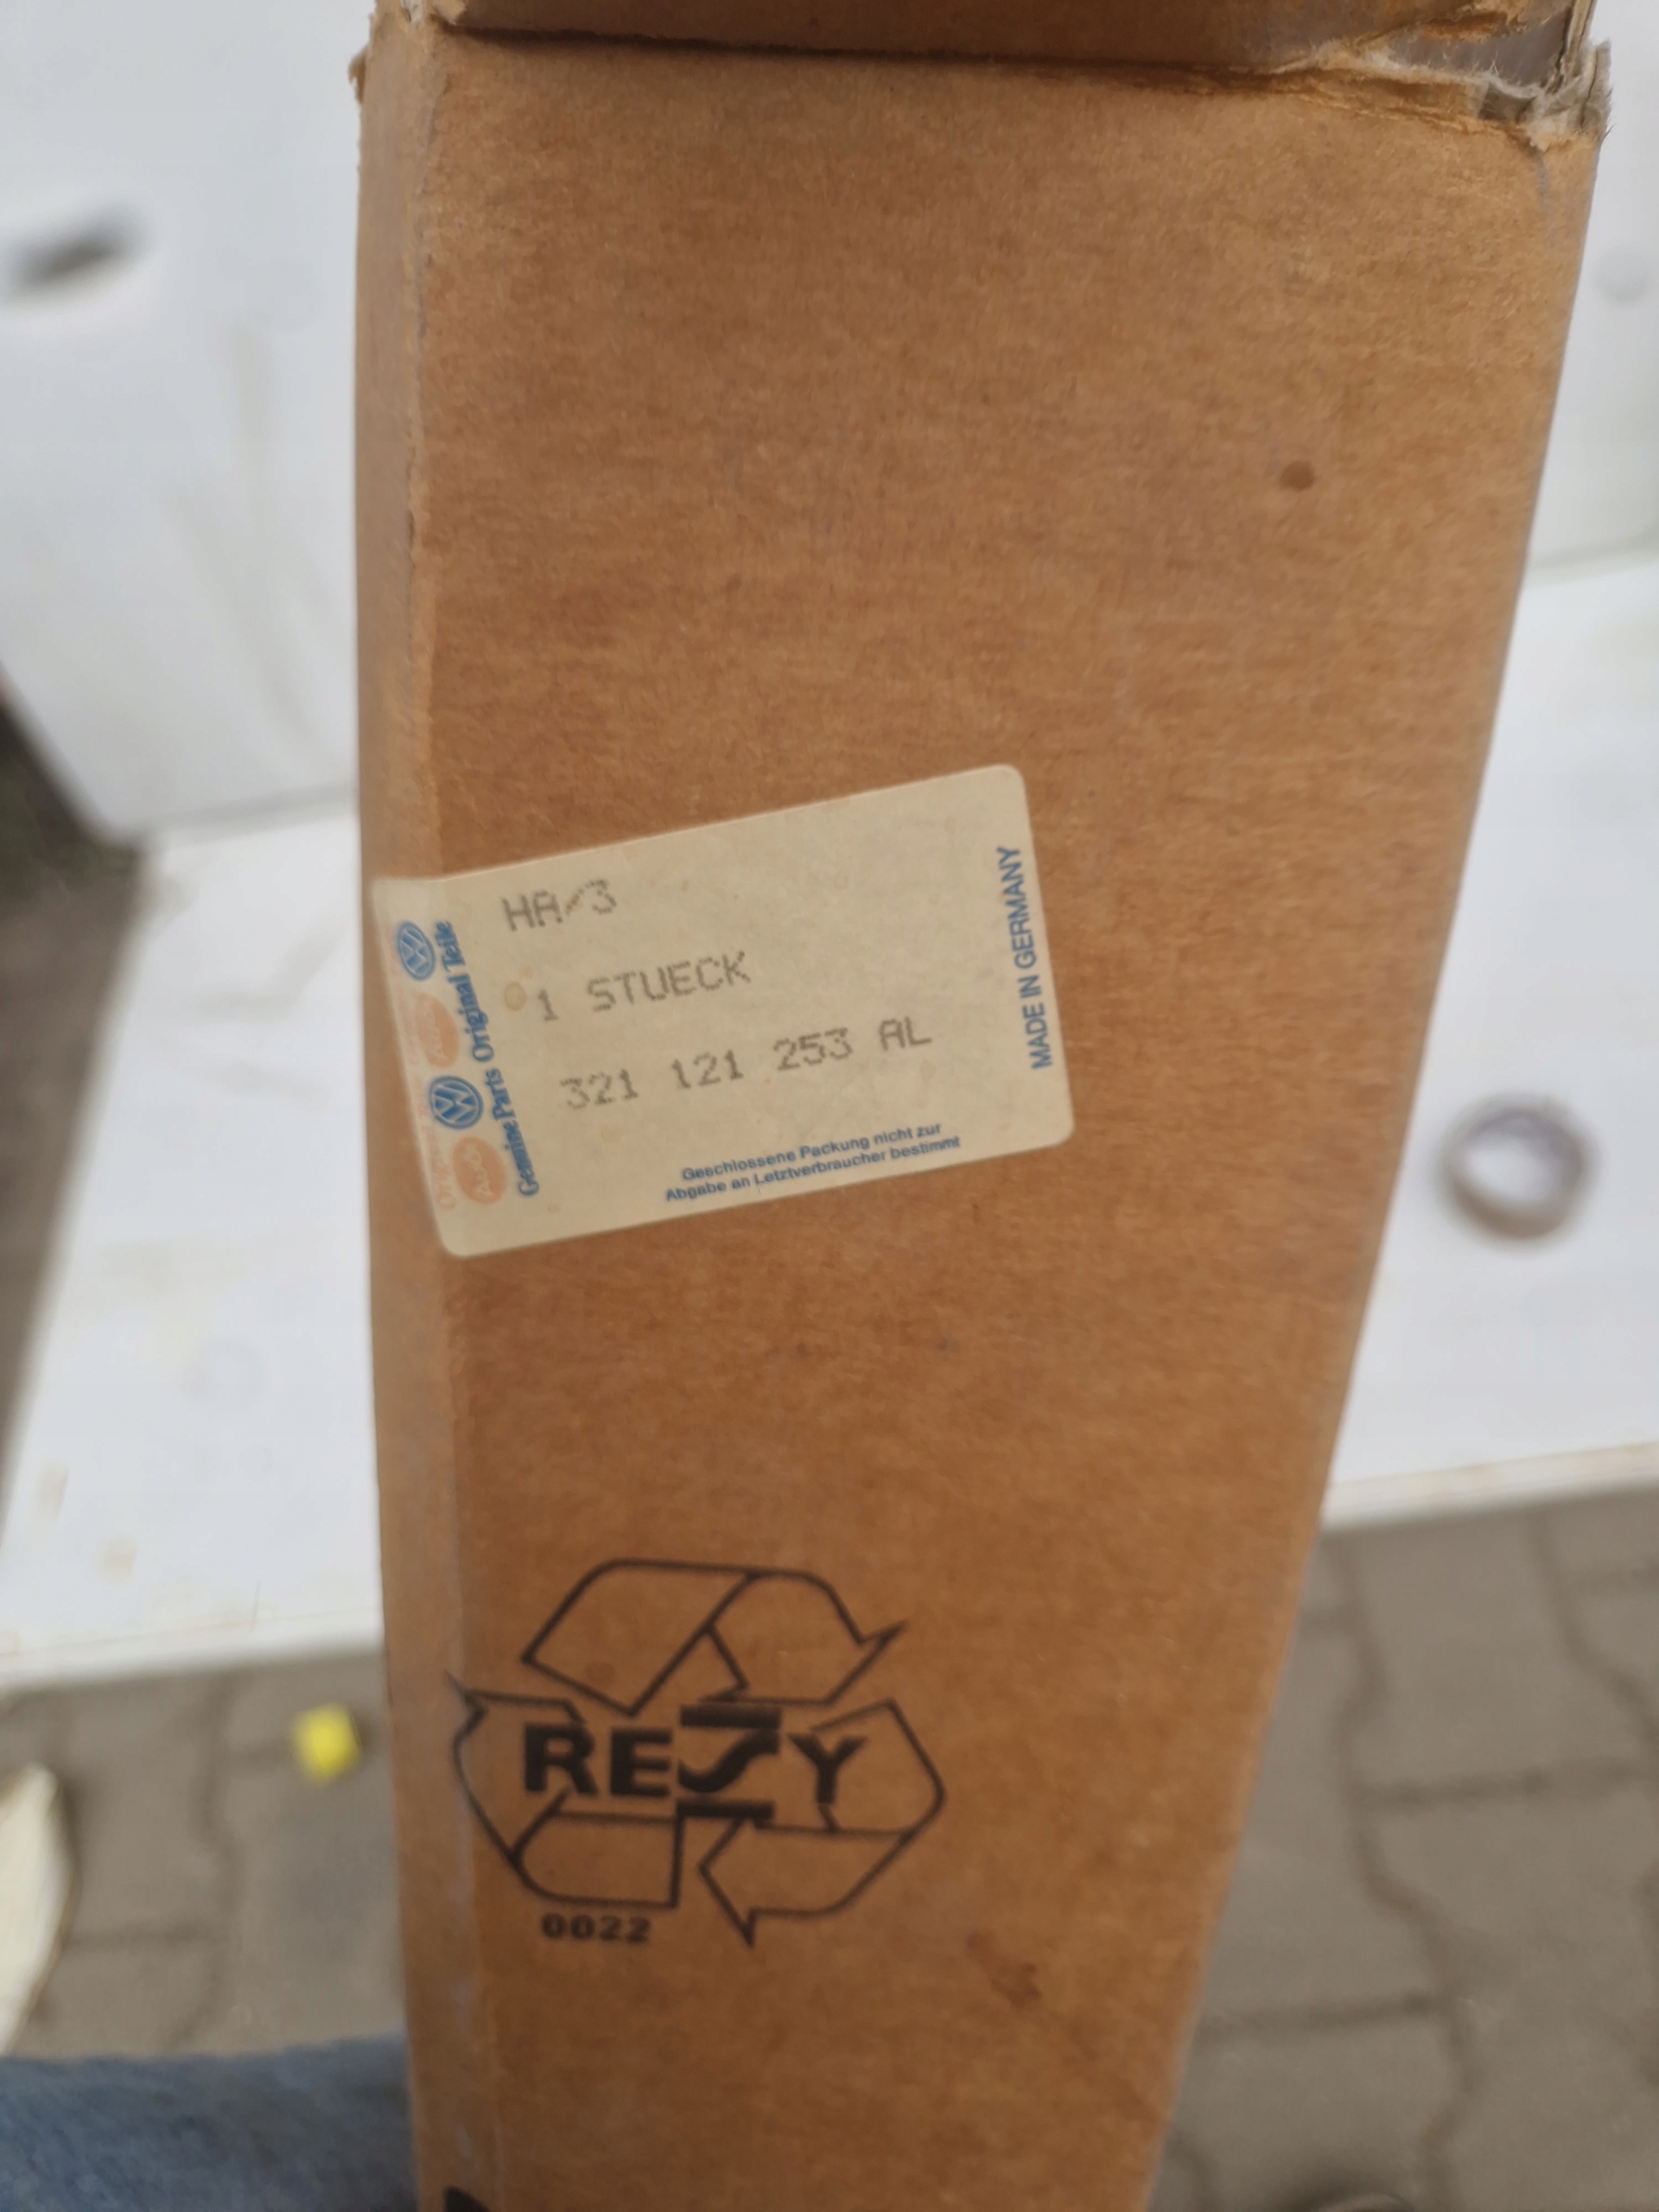 HA/3
1 STUECK
321 121 253 AL
Geschlossene Packung nicht zur
Abgabe an Letztverbraucher bestimmt
MADE IN GERMANY
Genuine Parts Original Teile
Audi
RESY
0022